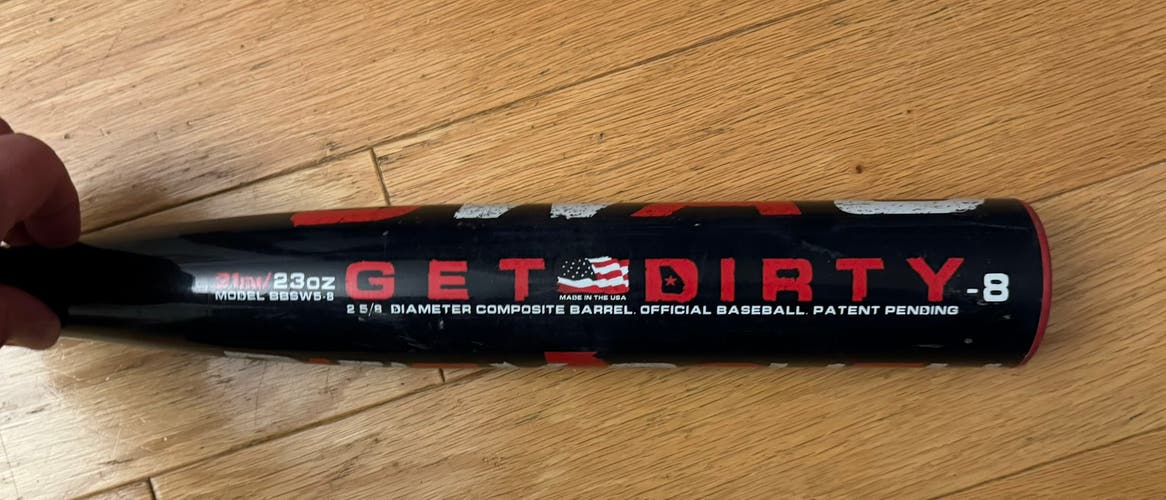 31IN/23OZ
MODEL BBSW5-8
GET DIRTY -8
MADE IN THE USA
2 5/8 DIAMETER COMPOSITE BARREL. OFFICIAL BASEBALL. PATENT PENDING